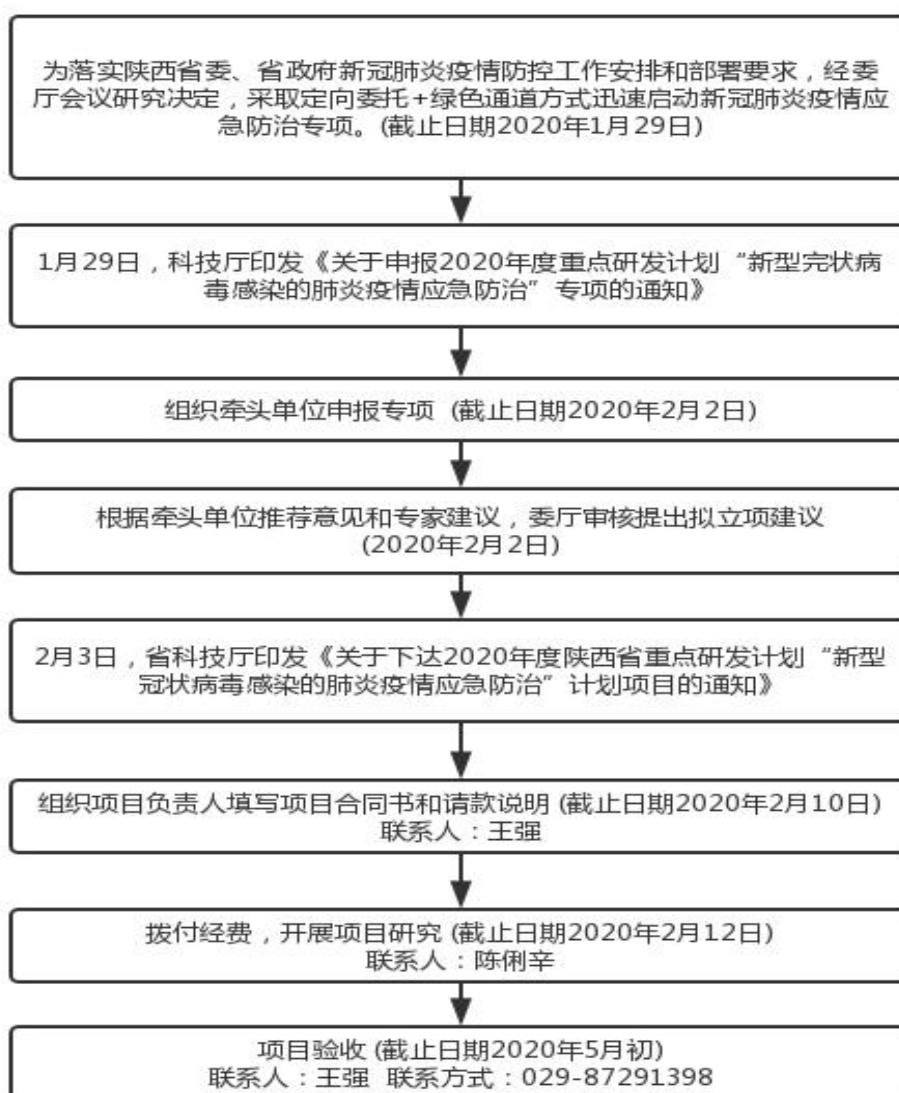 为落实陕西省委、省政府新冠肺炎疫情防控工作安排和部署要求，经委
厅会议研究决定，采取定向委托+绿色通道方式迅速启动新冠肺炎疫情应
急防治专项。(截止日期2020年1月29日)
1月29日，科技厅印发《关于申报2020年度重点研发计划“新型完状病
毒感染的肺炎疫情应急防治”专项的通知》
组织牵头单位申报专项 (截止日期2020年2月2日)
根据牵头单位推荐意见和专家建议，委厅审核提出拟立项建议
(2020年2月2日)
2月3日，省科技厅印发《关于下达2020年度陕西省重点研发计划“新型
冠状病毒感染的肺炎疫情应急防治”计划项目的通知》
组织项目负责人填写项目合同书和请款说明 (截止日期2020年2月10日)
联系人：王强
拨付经费，开展项目研究 (截止日期2020年2月12日)
联系人：陈俐辛
项目验收 (截止日期2020年5月初)
联系人：王强 联系方式：029-87291398